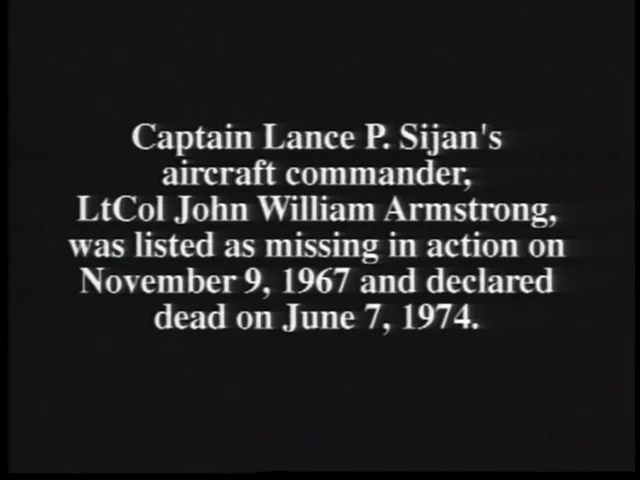 Captain Lance P. Sijan's
aircraft commander,
LtCol John William Armstrong,
was listed as missing in action on
November 9, 1967 and declared
dead on June 7, 1974.